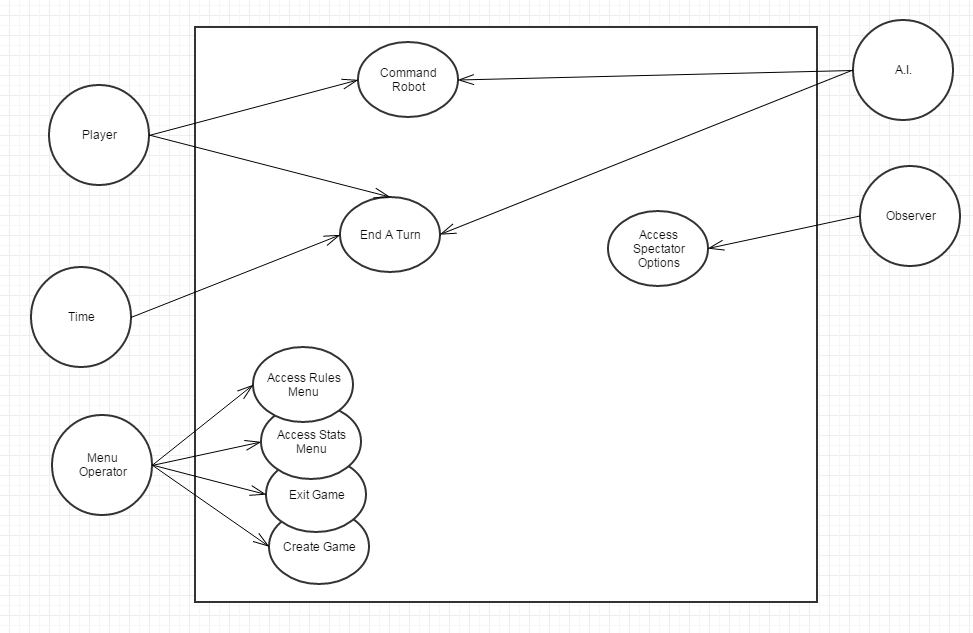 Command
Robot
A.I.
Player
Observer
End A Turn
Access
Spectator
Options
Time
Access Rules
Menu
Access Stats
Menu
Menu
Operator
Exit Game
Create Game